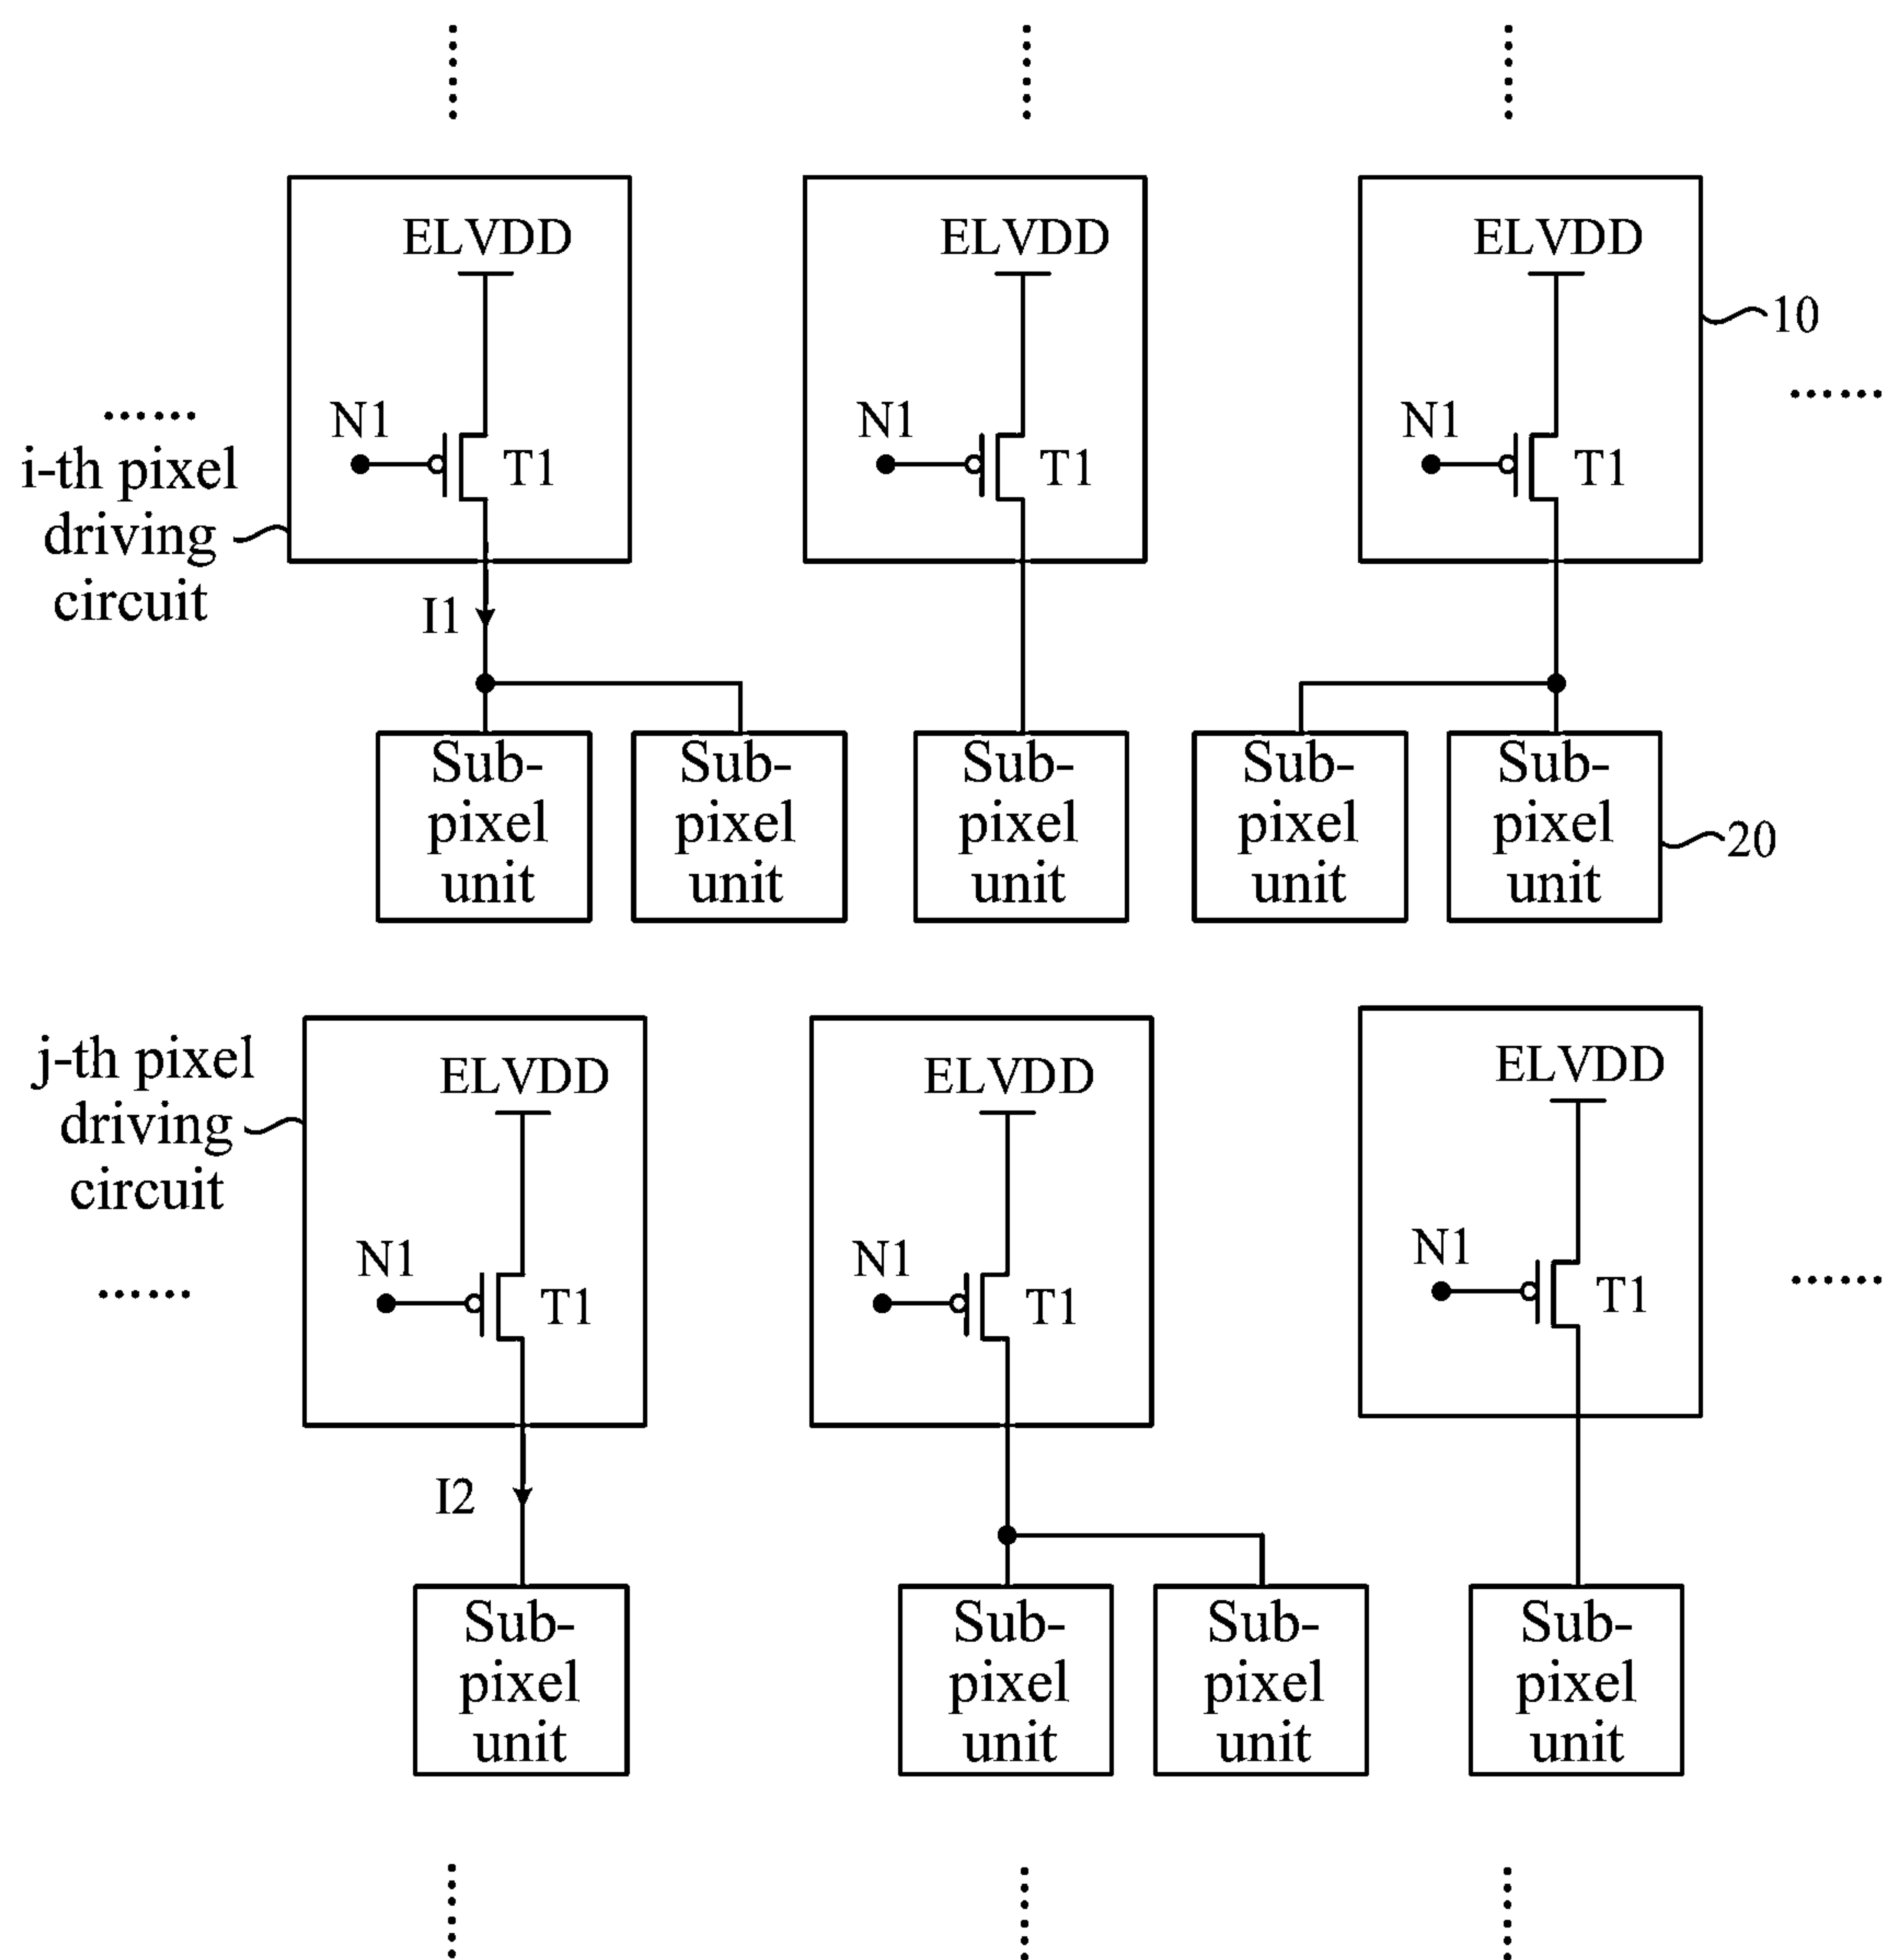 ELVDD
ELVDD
ELVDD
10
N1
T1
N1
T1
N1
T1
......
i-th pixel
driving
circuit
......
I1
Sub-
pixel
unit
Sub-
pixel
unit
Sub-
pixel
unit
Sub-
pixel
unit
Sub-
pixel
unit
20
j-th pixel
driving
circuit
ELVDD
ELVDD
ELVDD
N1
T1
N1
T1
N1
T1
......
......
I2
Sub-
pixel
unit
Sub-
pixel
unit
Sub-
pixel
unit
Sub-
pixel
unit